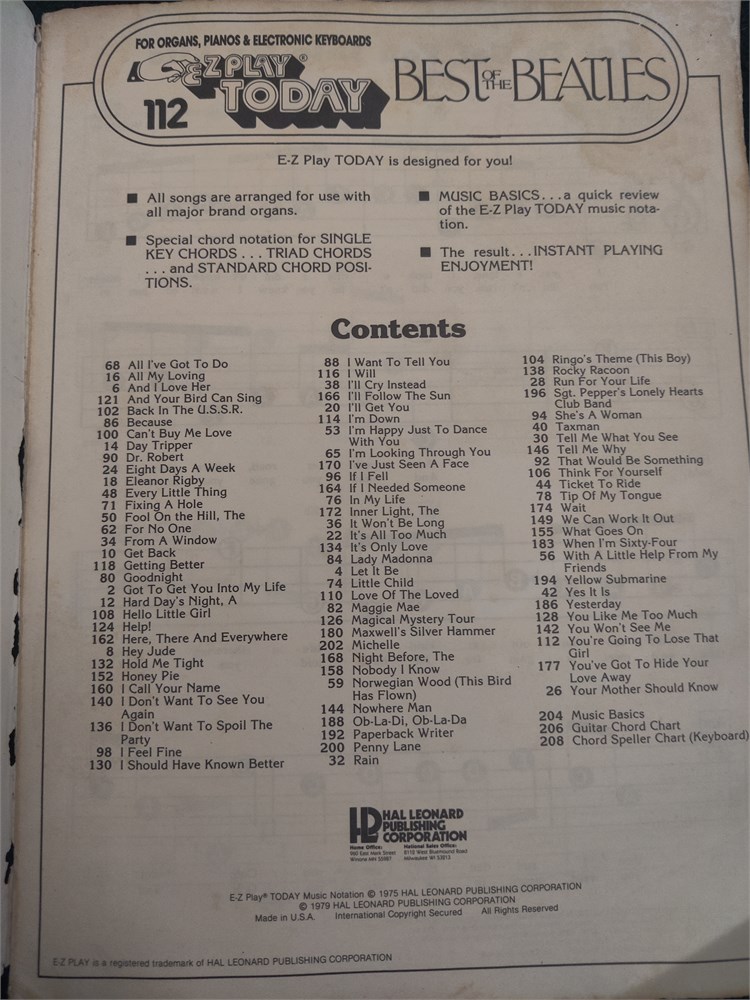 FOR ORGANS, PIANOS & ELECTRONIC KEYBOARDS
E-Z PLAY® TODAY
112
BEST OF THE BEATLES
E-Z Play TODAY is designed for you!
■ All songs are arranged for use with
all major brand organs.
■ Special chord notation for SINGLE
KEY CHORDS . . . TRIAD CHORDS
. . . and STANDARD CHORD POSI-
TIONS.
■ MUSIC BASICS. . .a quick review
of the E-Z Play TODAY music nota-
tion.
■ The result. . .INSTANT PLAYING
ENJOYMENT!
Contents
68 All I've Got To Do
16 All My Loving
6 And I Love Her
121 And Your Bird Can Sing
102 Back In The U.S.S.R.
86 Because
100 Can't Buy Me Love
14 Day Tripper
90 Dr. Robert
24 Eight Days A Week
18 Eleanor Rigby
48 Every Little Thing
71 Fixing A Hole
50 Fool On the Hill, The
62 For No One
34 From A Window
10 Get Back
118 Getting Better
80 Goodnight
2 Got To Get You Into My Life
12 Hard Day's Night, A
108 Hello Little Girl
124 Help!
162 Here, There And Everywhere
8 Hey Jude
132 Hold Me Tight
152 Honey Pie
160 I Call Your Name
140 I Don't Want To See You
Again
136 I Don't Want To Spoil The
Party
98 I Feel Fine
130 I Should Have Known Better
88 I Want To Tell You
116 I Will
38 I'll Cry Instead
166 I'll Follow The Sun
20 I'll Get You
114 I'm Down
53 I'm Happy Just To Dance
With You
65 I'm Looking Through You
170 I've Just Seen A Face
96 If I Fell
164 If I Needed Someone
76 In My Life
172 Inner Light, The
36 It Won't Be Long
22 It's All Too Much
134 It's Only Love
84 Lady Madonna
4 Let It Be
74 Little Child
110 Love Of The Loved
82 Maggie Mae
126 Magical Mystery Tour
180 Maxwell's Silver Hammer
202 Michelle
168 Night Before, The
158 Nobody I Know
59 Norwegian Wood (This Bird
Has Flown)
144 Nowhere Man
188 Ob-La-Di, Ob-La-Da
192 Paperback Writer
200 Penny Lane
32 Rain
104 Ringo's Theme (This Boy)
138 Rocky Racoon
28 Run For Your Life
196 Sgt. Pepper's Lonely Hearts
Club Band
94 She's A Woman
40 Taxman
30 Tell Me What You See
146 Tell Me Why
92 That Would Be Something
106 Think For Yourself
44 Ticket To Ride
78 Tip Of My Tongue
174 Wait
149 We Can Work It Out
155 What Goes On
183 When I'm Sixty-Four
56 With A Little Help From My
Friends
194 Yellow Submarine
42 Yes It Is
186 Yesterday
128 You Like Me Too Much
142 You Won't See Me
112 You're Going To Lose That
Girl
177 You've Got To Hide Your
Love Away
26 Your Mother Should Know
204 Music Basics
206 Guitar Chord Chart
208 Chord Speller Chart (Keyboard)
HAL LEONARD
PUBLISHING
CORPORATION
Home Office:
960 East Mark Street
Winona MN 55987
National Sales Office:
8112 West Bluemound Road
Milwaukee WI 53213
E-Z Play® TODAY Music Notation © 1975 HAL LEONARD PUBLISHING CORPORATION
© 1979 HAL LEONARD PUBLISHING CORPORATION
Made in U.S.A. International Copyright Secured All Rights Reserved
E-Z PLAY is a registered trademark of HAL LEONARD PUBLISHING CORPORATION